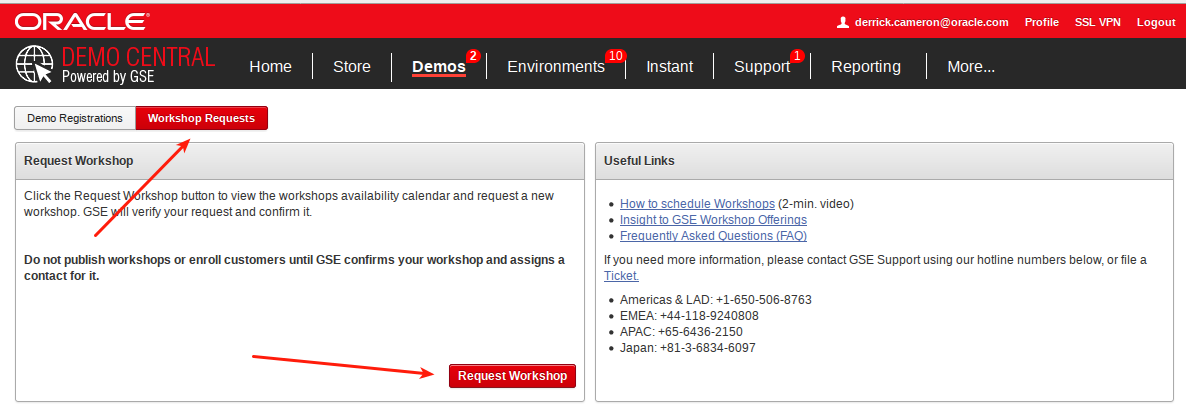 ORACLE®
derrick.cameron@oracle.com Profile SSL VPN Logout
DEMO CENTRAL
Powered by GSE
Home Store Demos 2 Environments 10 Instant Support 1 Reporting More...
Demo Registrations Workshop Requests
Request Workshop
Click the Request Workshop button to view the workshops availability calendar and request a new
workshop. GSE will verify your request and confirm it.
Do not publish workshops or enroll customers until GSE confirms your workshop and assigns a
contact for it.
Request Workshop
Useful Links
How to schedule Workshops (2-min. video)
Insight to GSE Workshop Offerings
Frequently Asked Questions (FAQ)
If you need more information, please contact GSE Support using our hotline numbers below, or file a
Ticket.
Americas & LAD: +1-650-506-8763
EMEA: +44-118-9240808
APAC: +65-6436-2150
Japan: +81-3-6834-6097